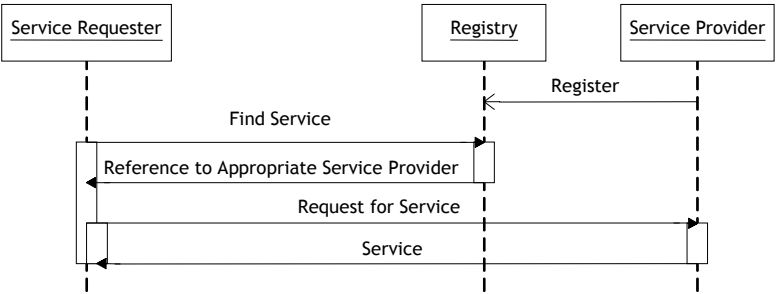 Service Requester
Registry
Service Provider
Register
Find Service
Reference to Appropriate Service Provider
Request for Service
Service